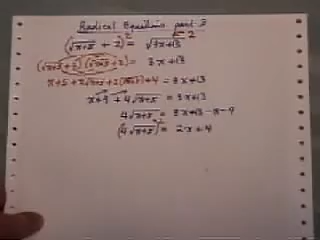 Radical Equations part 3
(√x+5 + 2)² = √3x+13 ²
(√x+5 +2)(√x+5 +2) = 3x+13
x+5+2√x+5 +2√x+5 +4 = 3x+13
x+9 +4√x+5 = 3x+13
4√x+5 = 3x+13-x-9
(4√x+5)² = 2x+4